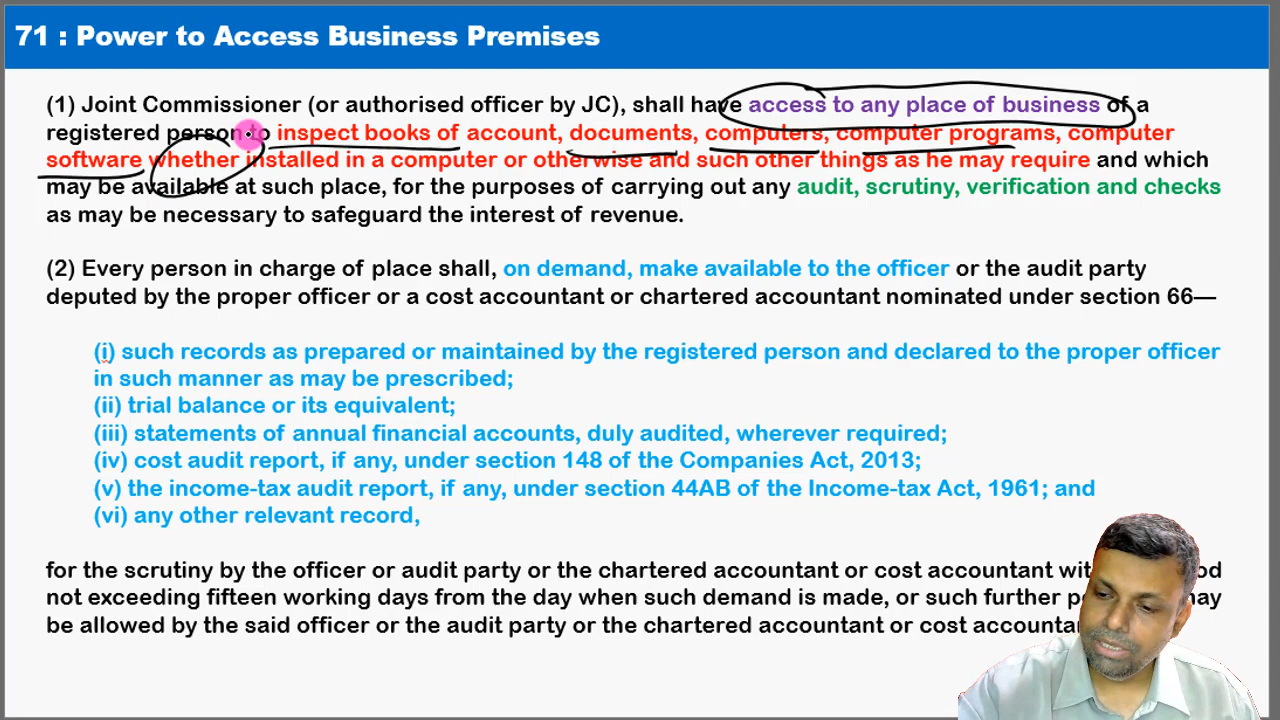 71 : Power to Access Business Premises
(1) Joint Commissioner (or authorised officer by JC), shall have access to any place of business of a
registered person to inspect books of account, documents, computers, computer programs, computer
software whether installed in a computer or otherwise and such other things as he may require and which
may be available at such place, for the purposes of carrying out any audit, scrutiny, verification and checks
as may be necessary to safeguard the interest of revenue.
(2) Every person in charge of place shall, on demand, make available to the officer or the audit party
deputed by the proper officer or a cost accountant or chartered accountant nominated under section 66—
(i) such records as prepared or maintained by the registered person and declared to the proper officer
in such manner as may be prescribed;
(ii) trial balance or its equivalent;
(iii) statements of annual financial accounts, duly audited, wherever required;
(iv) cost audit report, if any, under section 148 of the Companies Act, 2013;
(v) the income-tax audit report, if any, under section 44AB of the Income-tax Act, 1961; and
(vi) any other relevant record,
for the scrutiny by the officer or audit party or the chartered accountant or cost accountant
not exceeding fifteen working days from the day when such demand is made, or such further
be allowed by the said officer or the audit party or the chartered accountant or cost